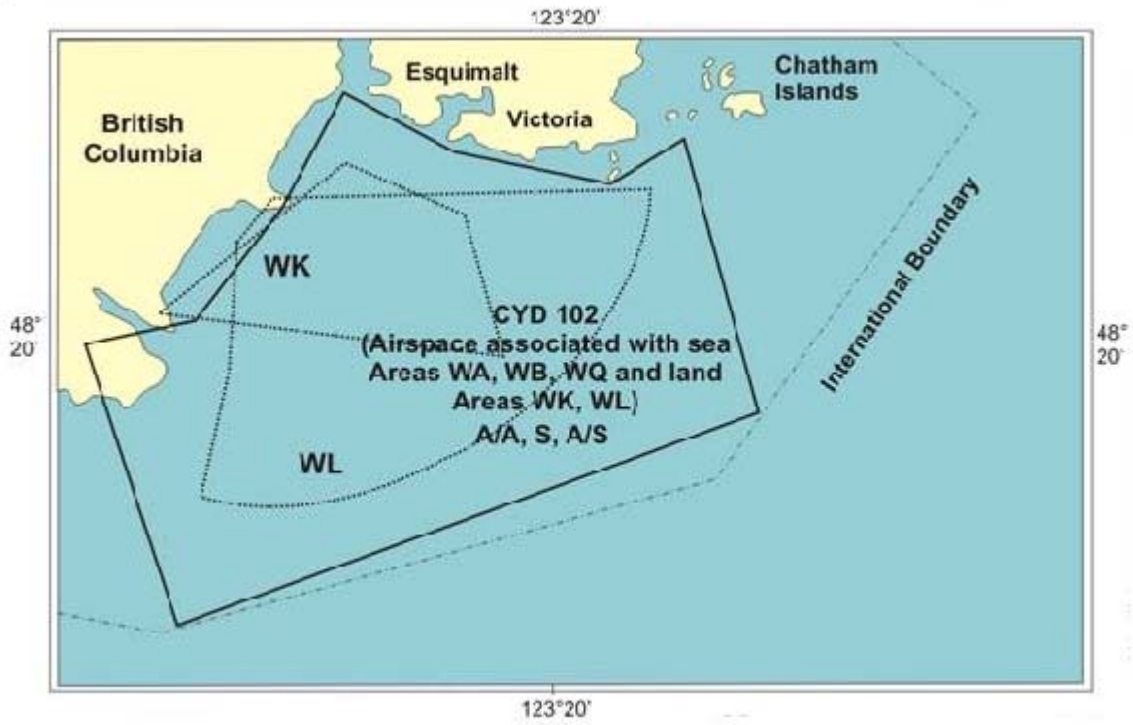 123°20'
Esquimalt
Victoria
Chatham
Islands
British
Columbia
International Boundary
WK
48°
20'
48°
20'
CYD 102
(Airspace associated with sea
Areas WA, WB, WQ and land
Areas WK, WL)
A/A, S, A/S
WL
123°20'